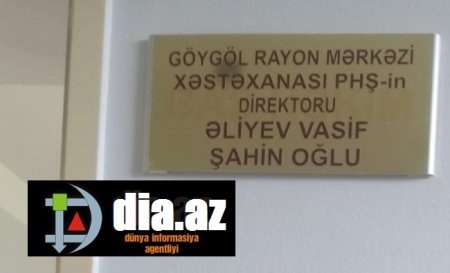 GÖYGÖL RAYON MƏRKƏZİ
XƏSTƏXANASI PHŞ-in
DİREKTORU
ƏLİYEV VASİF
ŞAHİN OĞLU
dia.az
dünya informasiya
agentliyi